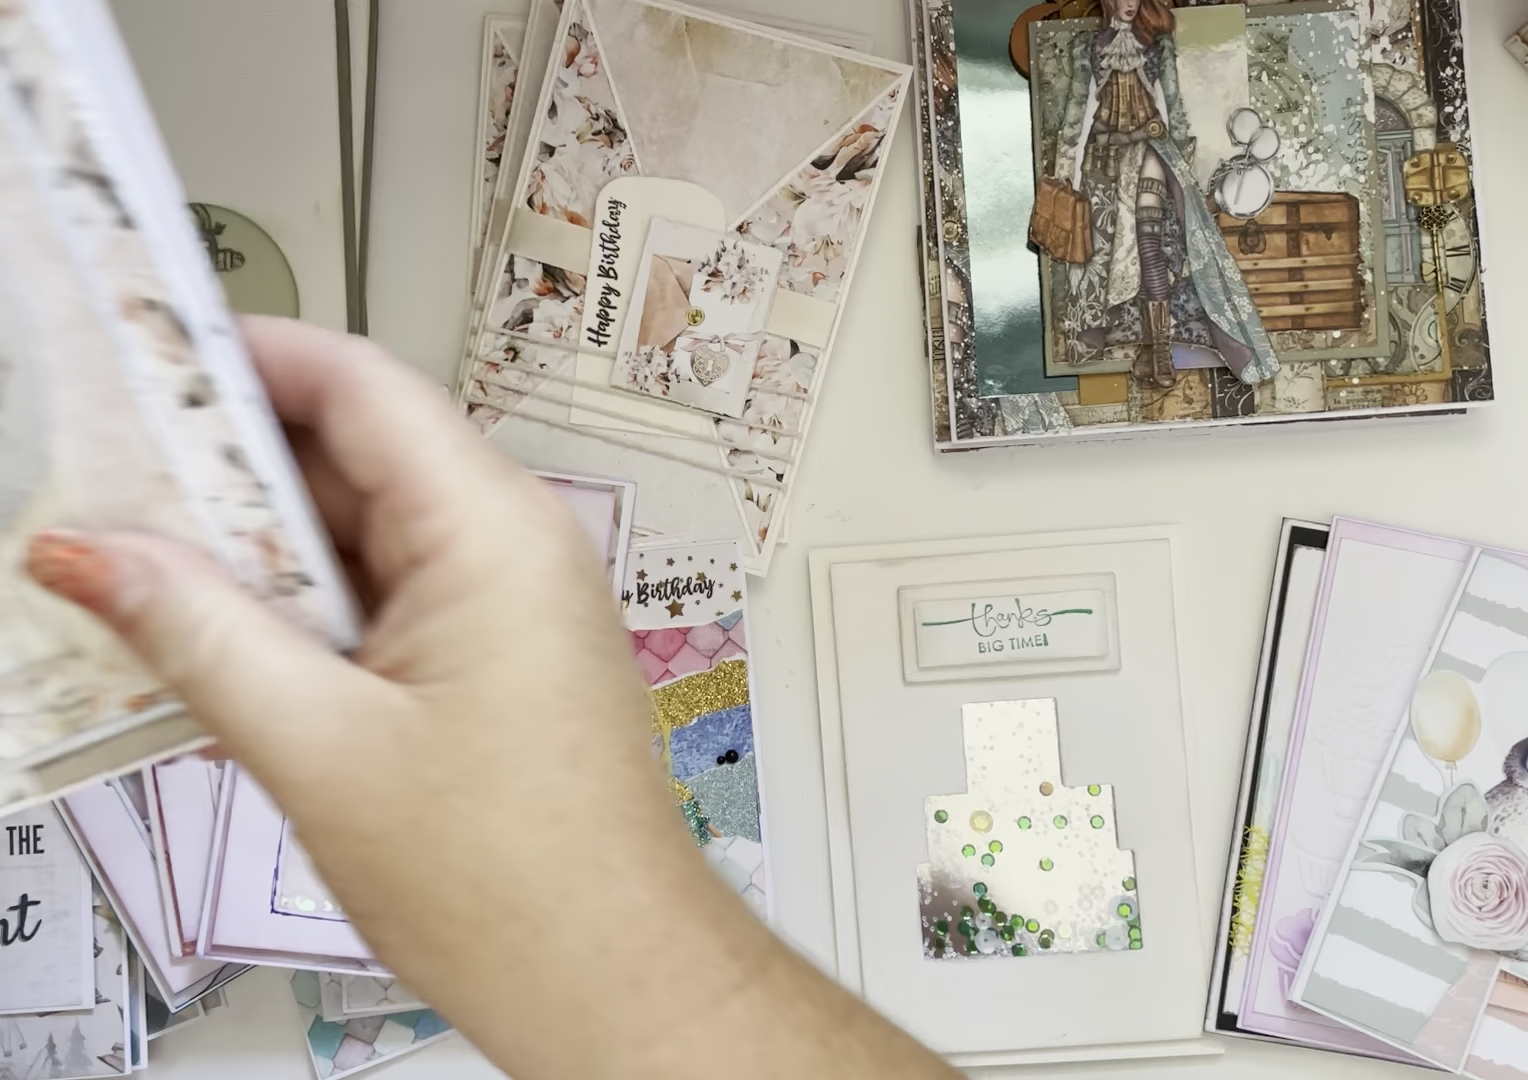 Happy Birthday
y Birthday
thanks
BIG TIME!
THE
nt